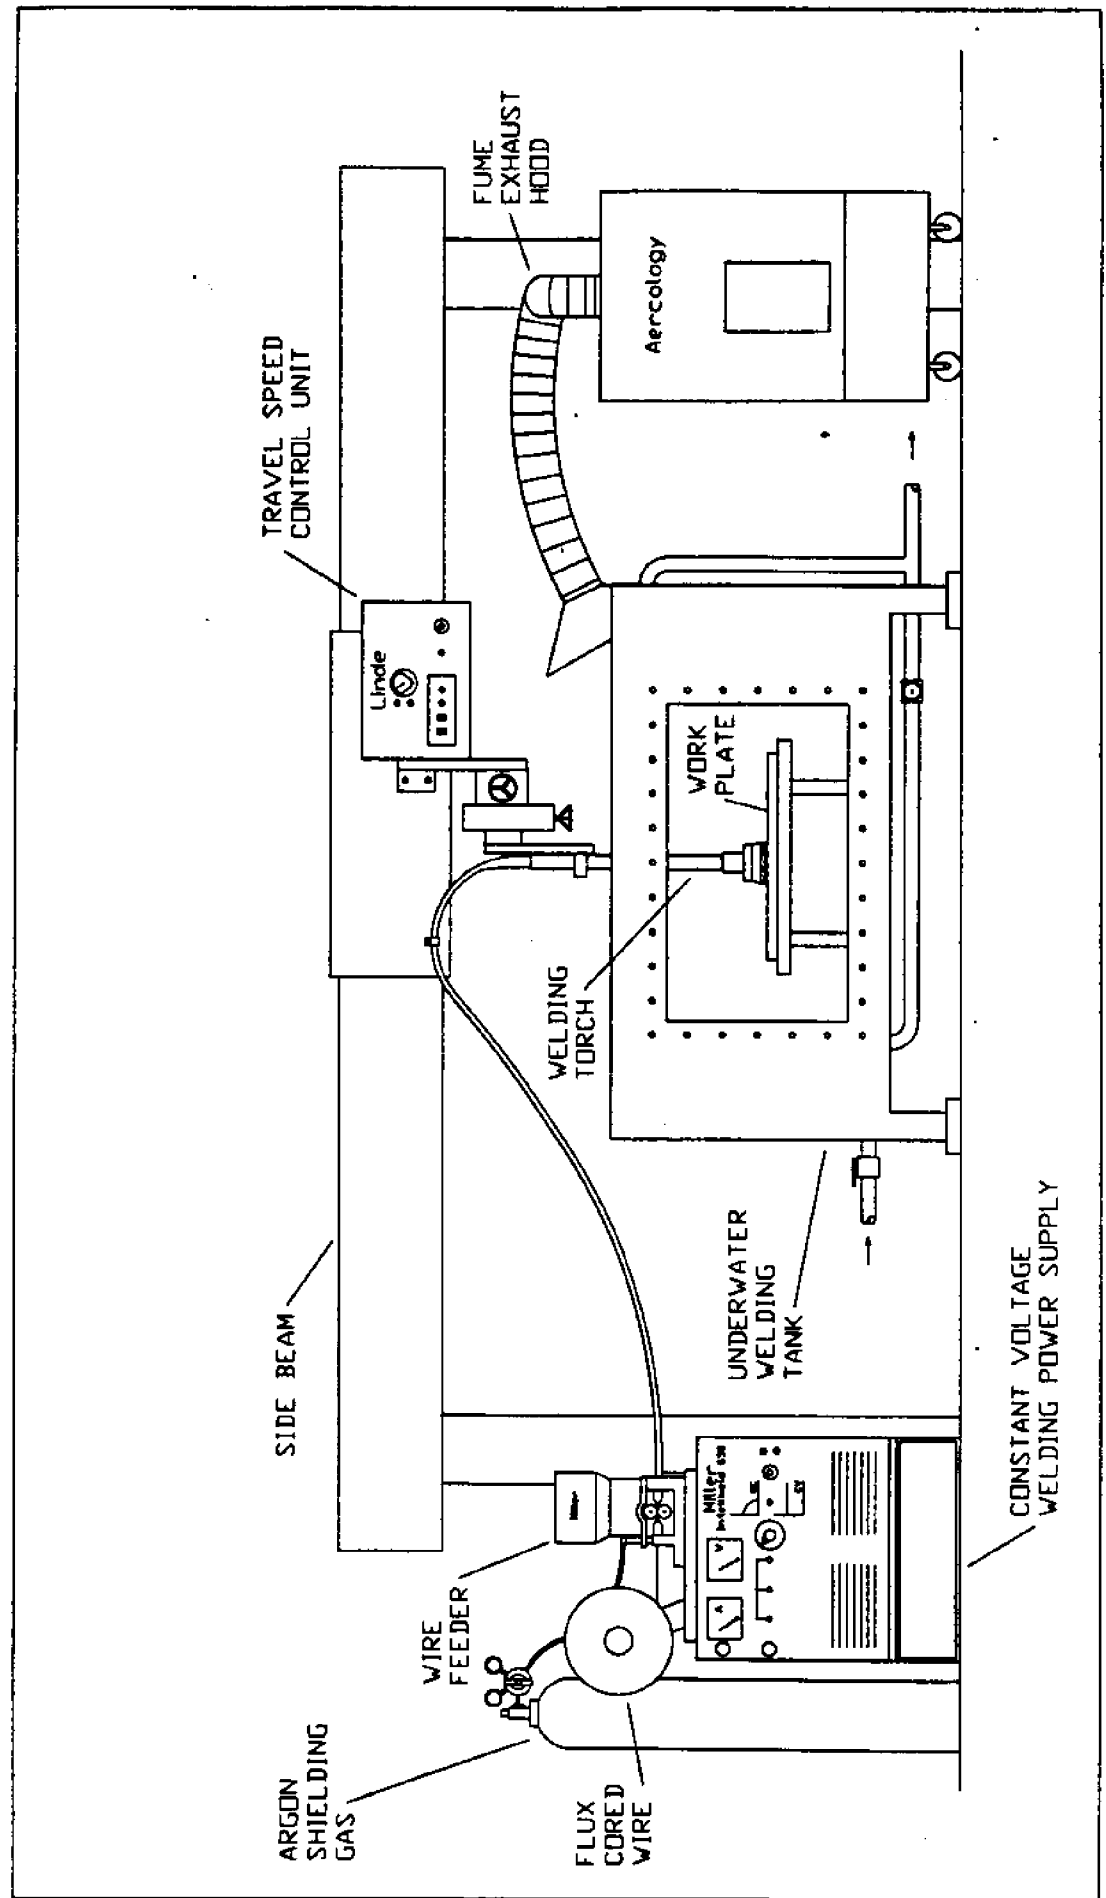 ARGON
SHIELDING
GAS
WIRE
FEEDER
FLUX
CORED
WIRE
SIDE BEAM
TRAVEL SPEED
CONTROL UNIT
FUME
EXHAUST
HOOD
Linde
Aercology
WELDING
TORCH
WORK
PLATE
UNDERWATER
WELDING
TANK
Miller
Miller
A
V
CONSTANT VOLTAGE
WELDING POWER SUPPLY